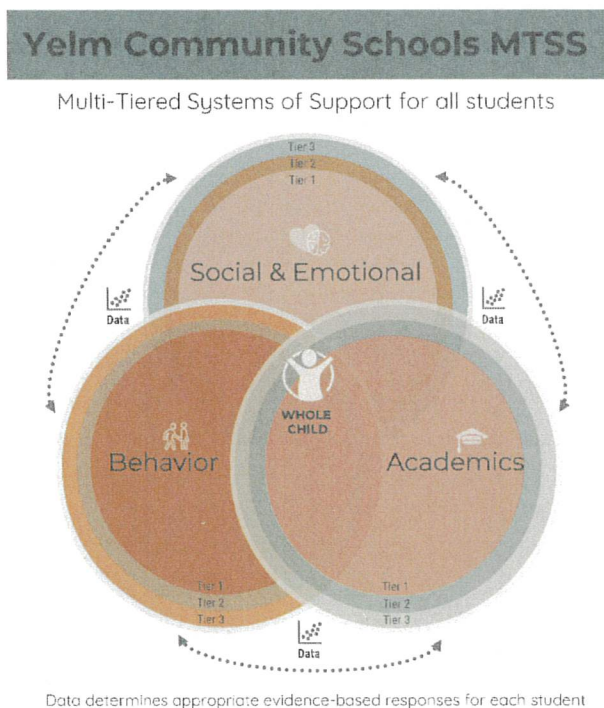 Yelm Community Schools MTSS
Multi-Tiered Systems of Support for all students
Tier 3
Tier 2
Tier 1
Social & Emotional
Data
Data
WHOLE
CHILD
Behavior
Academics
Tier 1
Tier 2
Tier 3
Tier 1
Tier 2
Tier 3
Data
Data determines appropriate evidence-based responses for each student